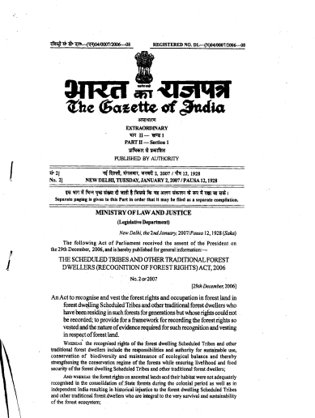 रजिस्ट्री सं० डी० एल०—(एन)04/0007/2006—08 REGISTERED NO. DL—(N)04/0007/2006—08
भारत का राजपत्र
The Gazette of India
असाधारण
EXTRAORDINARY
भाग II — खण्ड 1
PART II — Section 1
प्राधिकार से प्रकाशित
PUBLISHED BY AUTHORITY
सं० 2] नई दिल्ली, मंगलवार, जनवरी 2, 2007 / पौष 12, 1928
No. 2] NEW DELHI, TUESDAY, JANUARY 2, 2007 / PAUSA 12, 1928
इस भाग में भिन्न पृष्ठ संख्या दी जाती है जिससे कि यह अलग संकलन के रूप में रखा जा सके।
Separate paging is given to this Part in order that it may be filed as a separate compilation.
MINISTRY OF LAW AND JUSTICE
(Legislative Department)
New Delhi, the 2nd January, 2007/Pausa 12, 1928 (Saka)
The following Act of Parliament received the assent of the President on
the 29th December, 2006, and is hereby published for general information:—
THE SCHEDULED TRIBES AND OTHER TRADITIONAL FOREST
DWELLERS (RECOGNITION OF FOREST RIGHTS) ACT, 2006
No. 2 OF 2007
[29th December, 2006]
An Act to recognise and vest the forest rights and occupation in forest land in
forest dwelling Scheduled Tribes and other traditional forest dwellers who
have been residing in such forests for generations but whose rights could not
be recorded; to provide for a framework for recording the forest rights so
vested and the nature of evidence required for such recognition and vesting
in respect of forest land.
WHEREAS the recognised rights of the forest dwelling Scheduled Tribes and other
traditional forest dwellers include the responsibilities and authority for sustainable use,
conservation of biodiversity and maintenance of ecological balance and thereby
strengthening the conservation regime of the forests while ensuring livelihood and food
security of the forest dwelling Scheduled Tribes and other traditional forest dwellers;
AND WHEREAS the forest rights on ancestral lands and their habitat were not adequately
recognised in the consolidation of State forests during the colonial period as well as in
independent India resulting in historical injustice to the forest dwelling Scheduled Tribes
and other traditional forest dwellers who are integral to the very survival and sustainability
of the forest ecosystem;